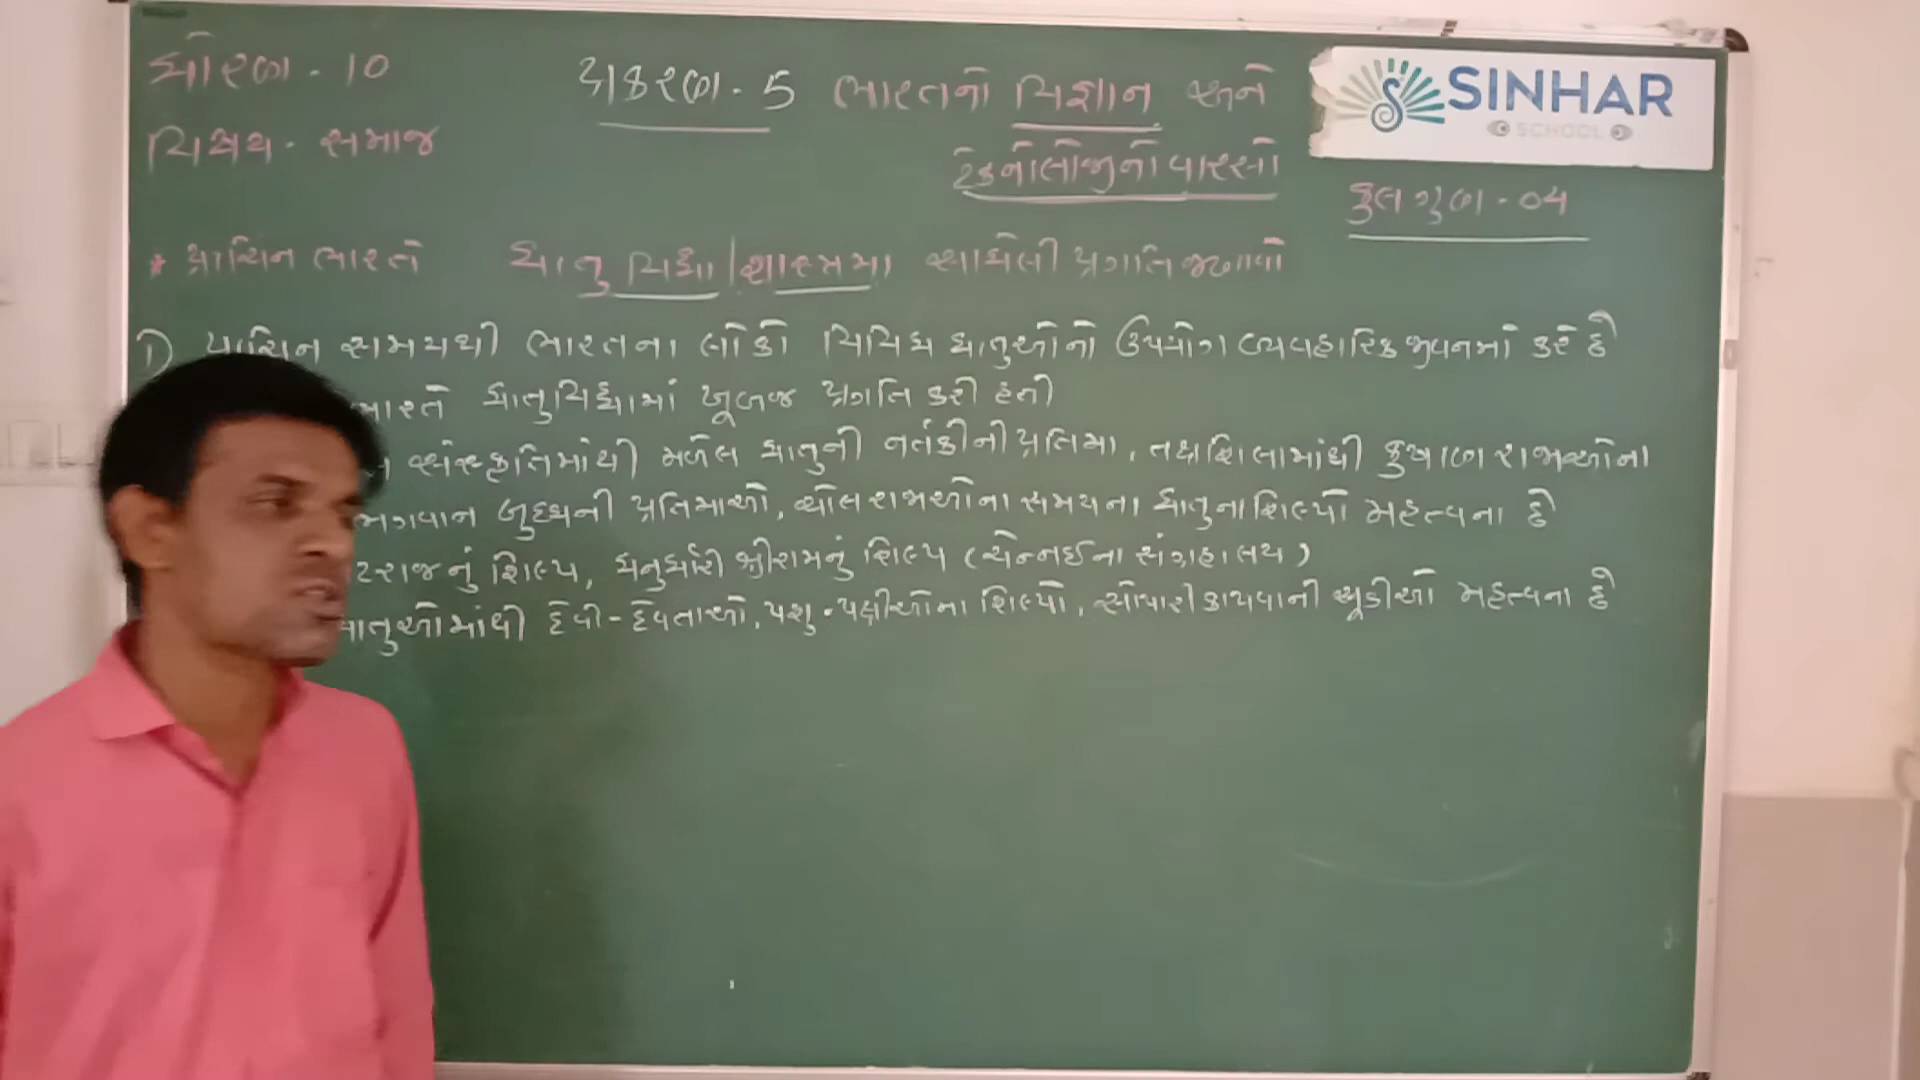 ધોરણ - 10
પ્રકરણ - 5 ભારતનો વિજ્ઞાન અને
SINHAR
SCHOOL
વિષય - સમાજ
ટેકનોલોજીનો વારસો
કુલ ગુણ - 04
* પ્રાચિન ભારતે ધાતુ વિદ્યા | શાસ્ત્રમા સાધેલી પ્રગતિ જણાવો
1) પ્રાચિન સમયથી ભારતના લોકો વિવિધ ધાતુઓનો ઉપયોગ વ્યવહારિક જીવનમાં કરે છે
ભારતે ધાતુવિદ્યામાં ખૂબજ પ્રગતિ કરી હતી
સંસ્કૃતિમાંથી મળેલ ધાતુની નર્તકીની પ્રતિમા, તક્ષશિલામાંથી કુષાણ રાજાઓના
ભગવાન બુદ્ધની પ્રતિમાઓ, ચોલ રાજાઓના સમયના ધાતુના શિલ્પો મહત્વના છે
નટરાજનું શિલ્પ, ધનુર્ધારી શ્રીરામનું શિલ્પ (ચેન્નઈના સંગ્રહાલય)
ધાતુઓમાંથી દેવી - દેવતાઓ, પશુ - પક્ષીઓના શિલ્પો, સોપારી કાપવાની સૂડીઓ મહત્વના છે